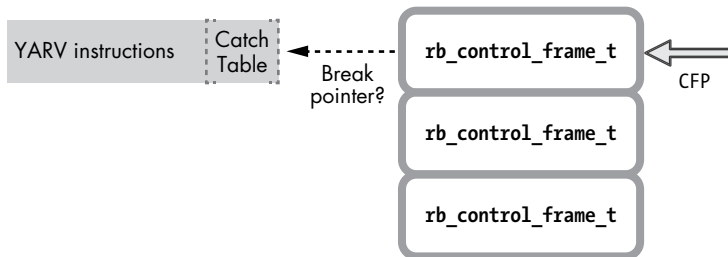 YARV instructions
Catch
Table
Break
pointer?
rb_control_frame_t
CFP
rb_control_frame_t
rb_control_frame_t